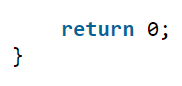 return 0;
}